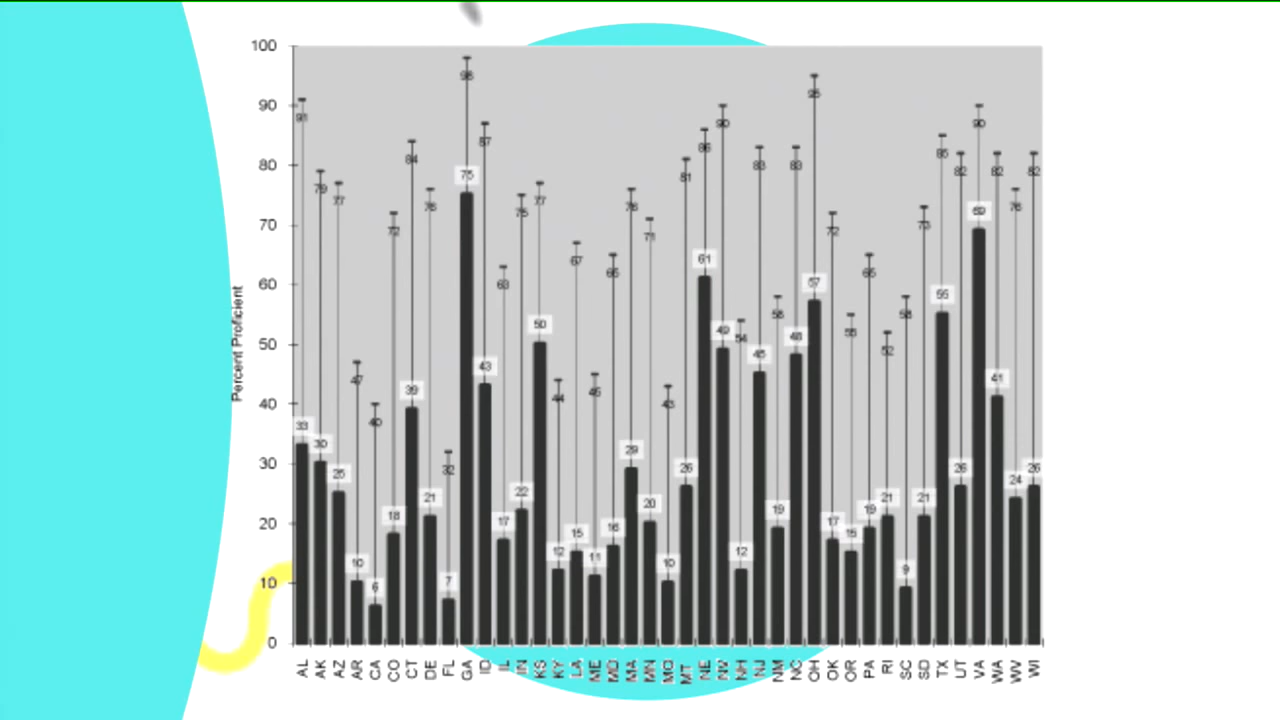 100
90
80
70
60
50
40
30
20
10
0
Percent Proficient
91 79 77 47 40 72 84 76 32 98 87 63 75 77 44 67 45 65 76 71 43 81 86 90 54 83 58 83 95 72 55 65 52 58 73 85 82 90 82 76 82
33 30 25 10 6 18 39 21 7 75 43 17 22 50 12 15 11 16 29 20 10 26 61 49 12 45 19 48 57 17 15 19 21 9 21 55 26 69 41 24 26
AL AK AZ AR CA CO CT DE FL GA ID IL IN KS KY LA ME MD MA MN MO MT NE NV NH NJ NM NC OH OK OR PA RI SC SD TX UT VA WA WV WI